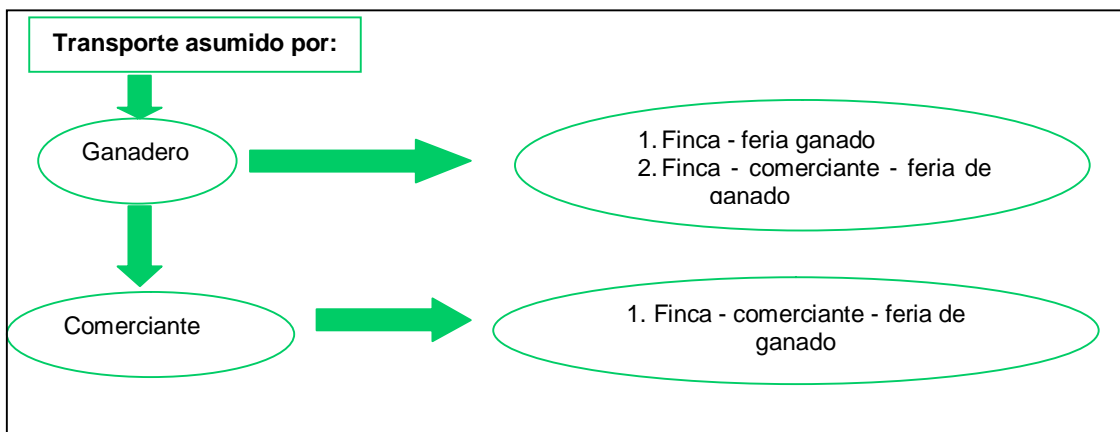 Transporte asumido por:
Ganadero
1. Finca - feria ganado
2. Finca - comerciante - feria de
ganado
Comerciante
1. Finca - comerciante - feria de
ganado